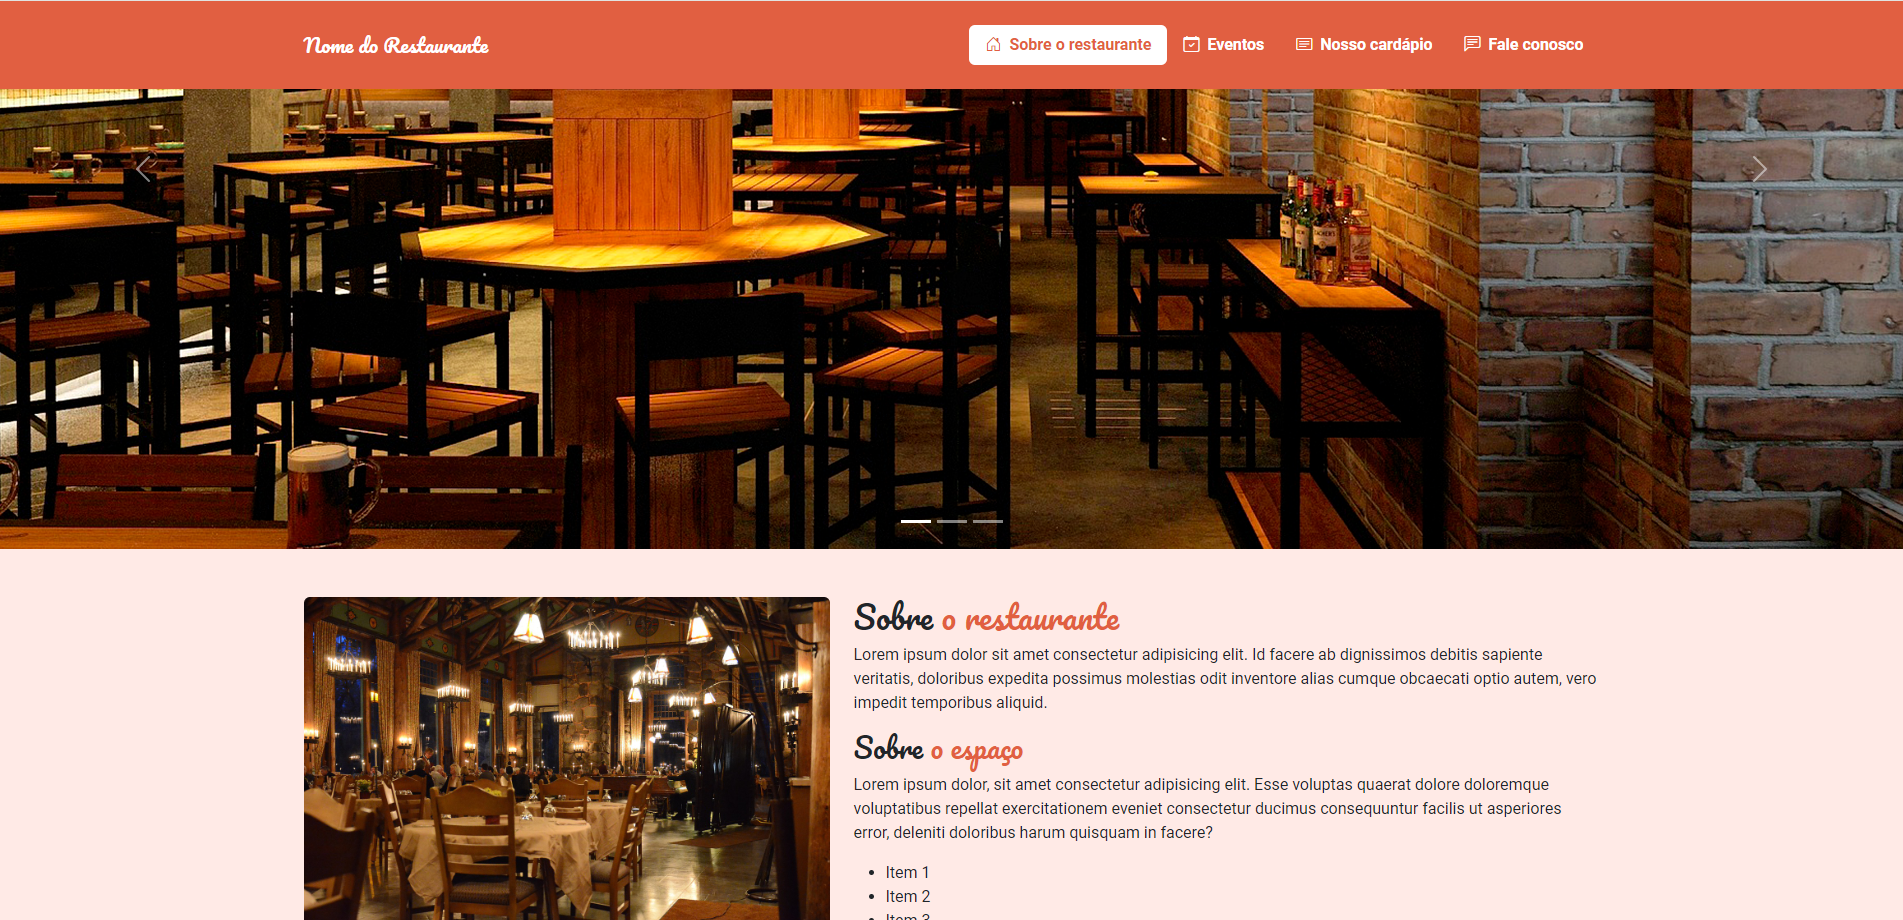 Nome do Restaurante
Sobre o restaurante
Eventos
Nosso cardápio
Fale conosco
Sobre o restaurante
Lorem ipsum dolor sit amet consectetur adipisicing elit. Id facere ab dignissimos debitis sapiente
veritatis, doloribus expedita possimus molestias odit inventore alias cumque obcaecati optio autem, vero
impedit temporibus aliquid.
Sobre o espaço
Lorem ipsum dolor, sit amet consectetur adipisicing elit. Esse voluptas quaerat dolore doloremque
voluptatibus repellat exercitationem eveniet consectetur ducimus consequuntur facilis ut asperiores
error, deleniti doloribus harum quisquam in facere?
Item 1
Item 2
Item 3